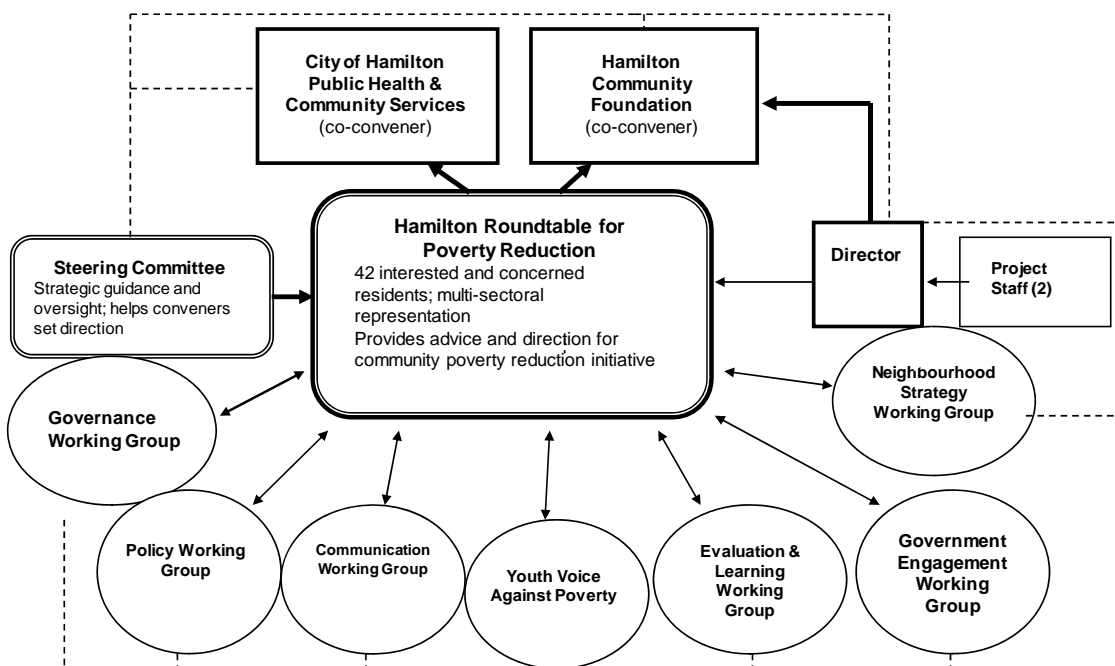 City of Hamilton
Public Health &
Community Services
(co-convener)
Hamilton
Community
Foundation
(co-convener)
Steering Committee
Strategic guidance and
oversight; helps conveners
set direction
Hamilton Roundtable for
Poverty Reduction
42 interested and concerned
residents; multi-sectoral
representation
Provides advice and direction for
community poverty reduction initiative
Director
Project
Staff (2)
Governance
Working Group
Neighbourhood
Strategy
Working Group
Policy Working
Group
Communication
Working Group
Youth Voice
Against Poverty
Evaluation &
Learning
Working
Group
Government
Engagement
Working
Group